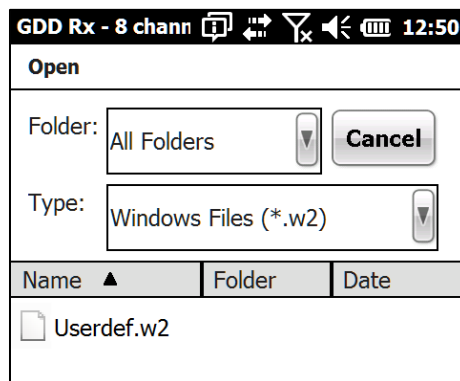 GDD Rx - 8 chann 12:50
Open
Folder: All Folders Cancel
Type: Windows Files (*.w2)
Name Folder Date
Userdef.w2